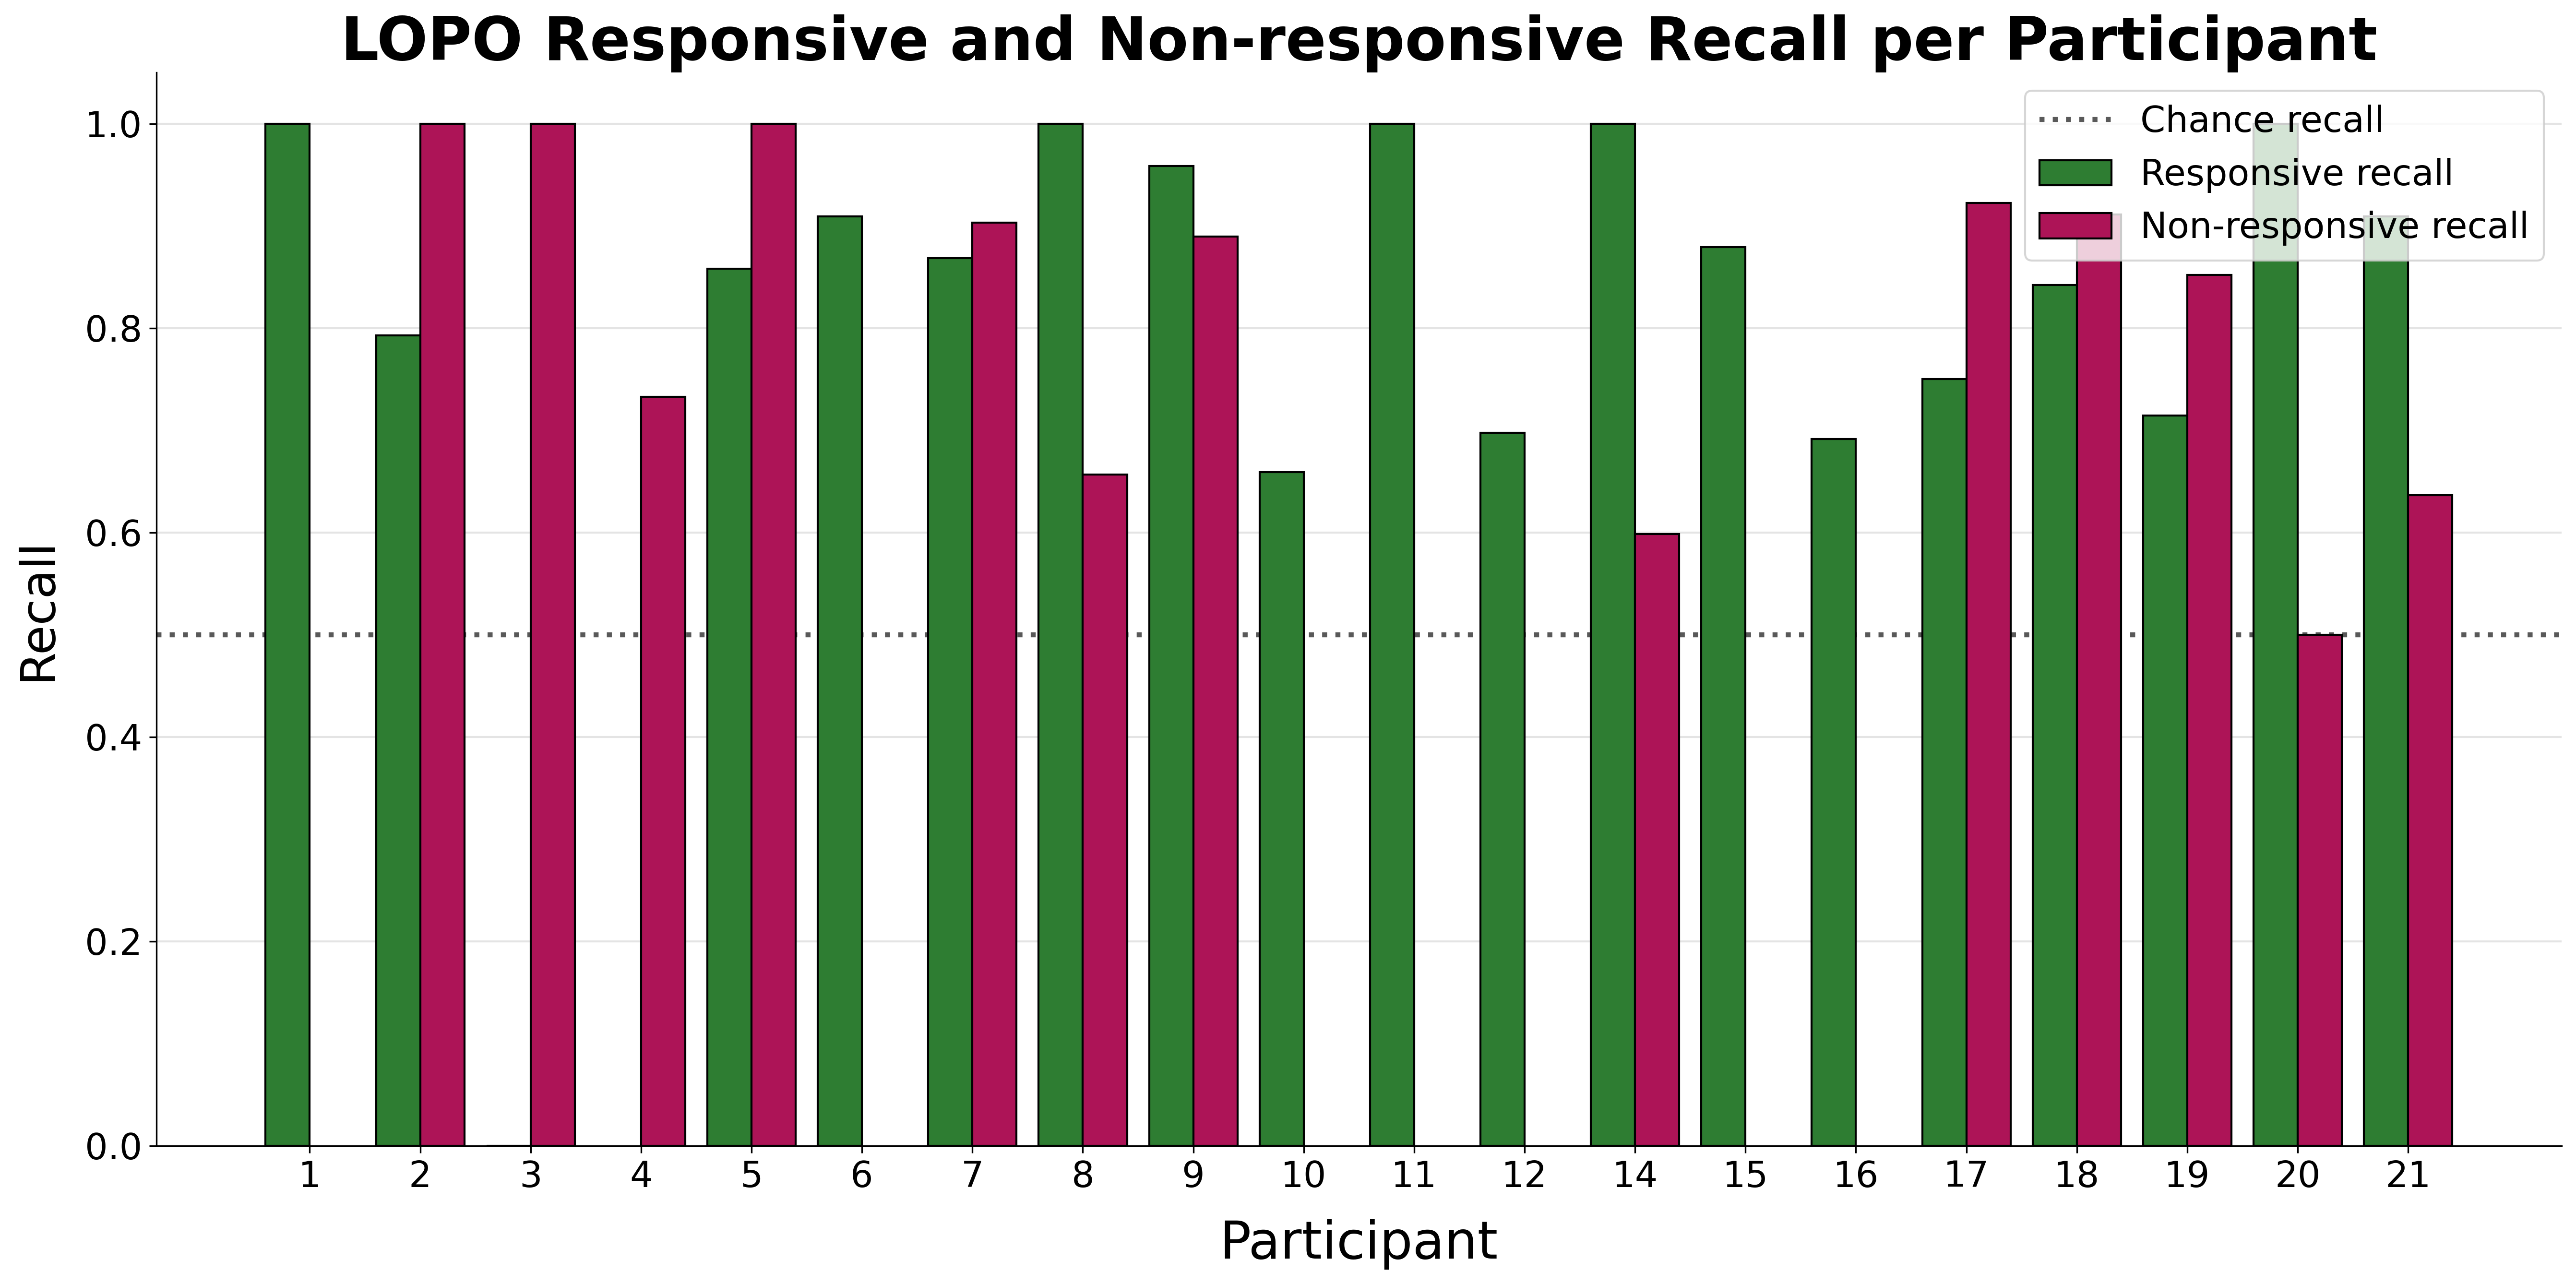 LOPO Responsive and Non-responsive Recall per Participant
Chance recall
Responsive recall
Non-responsive recall
1.0
0.8
0.6
0.4
0.2
0.0
Recall
1 2 3 4 5 6 7 8 9 10 11 12 14 15 16 17 18 19 20 21
Participant